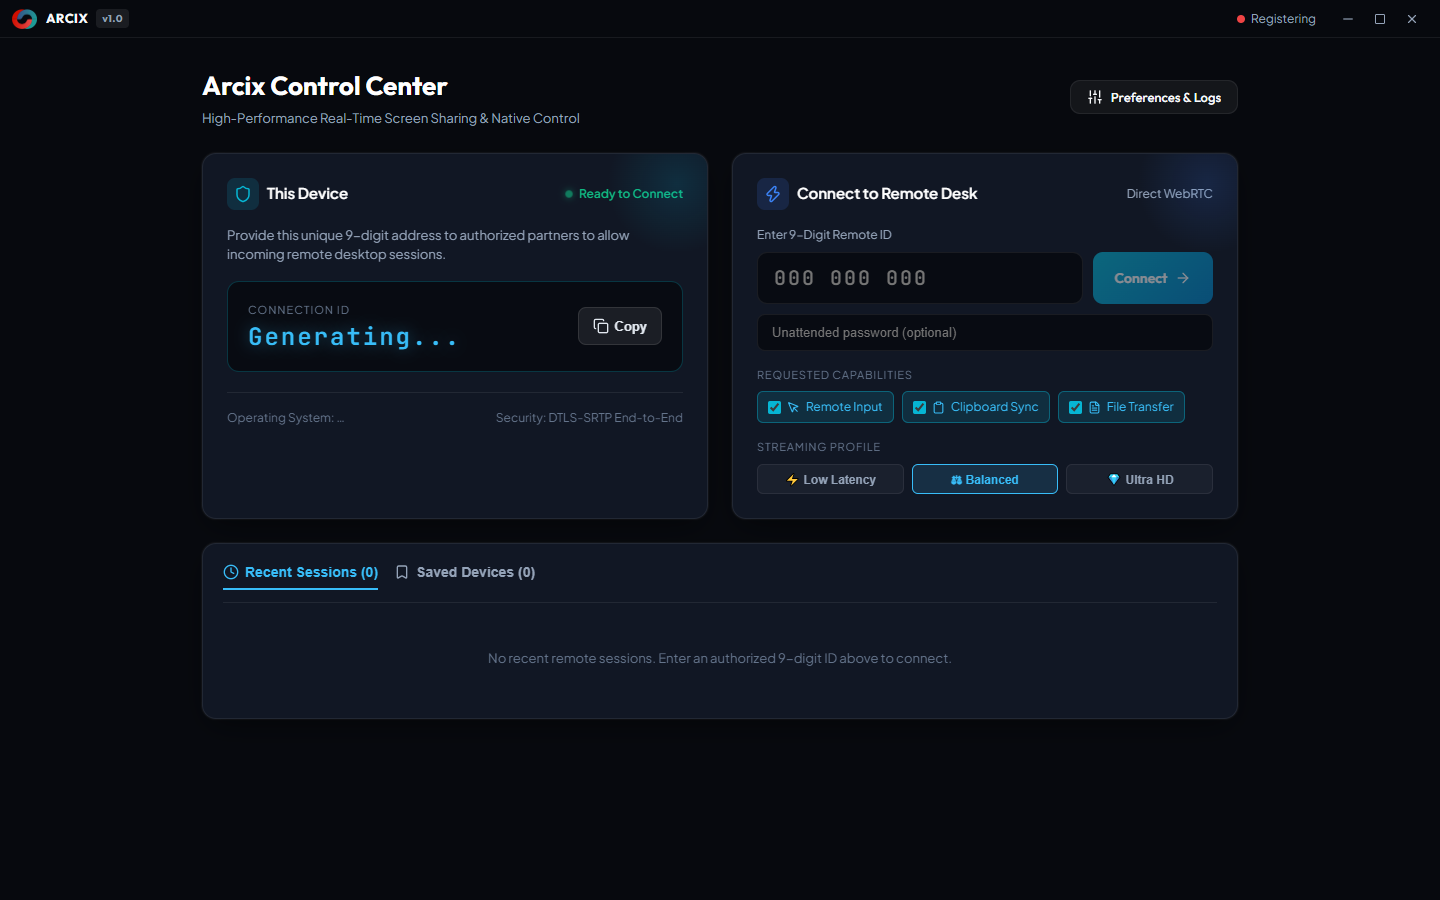 ARCIX v1.0
Registering
Arcix Control Center
High-Performance Real-Time Screen Sharing & Native Control
Preferences & Logs
This Device
Ready to Connect
Provide this unique 9-digit address to authorized partners to allow
incoming remote desktop sessions.
CONNECTION ID
Generating...
Copy
Operating System: ...
Security: DTLS-SRTP End-to-End
Connect to Remote Desk
Direct WebRTC
Enter 9-Digit Remote ID
000 000 000
Connect
Unattended password (optional)
REQUESTED CAPABILITIES
Remote Input
Clipboard Sync
File Transfer
STREAMING PROFILE
Low Latency
Balanced
Ultra HD
Recent Sessions (0)
Saved Devices (0)
No recent remote sessions. Enter an authorized 9-digit ID above to connect.